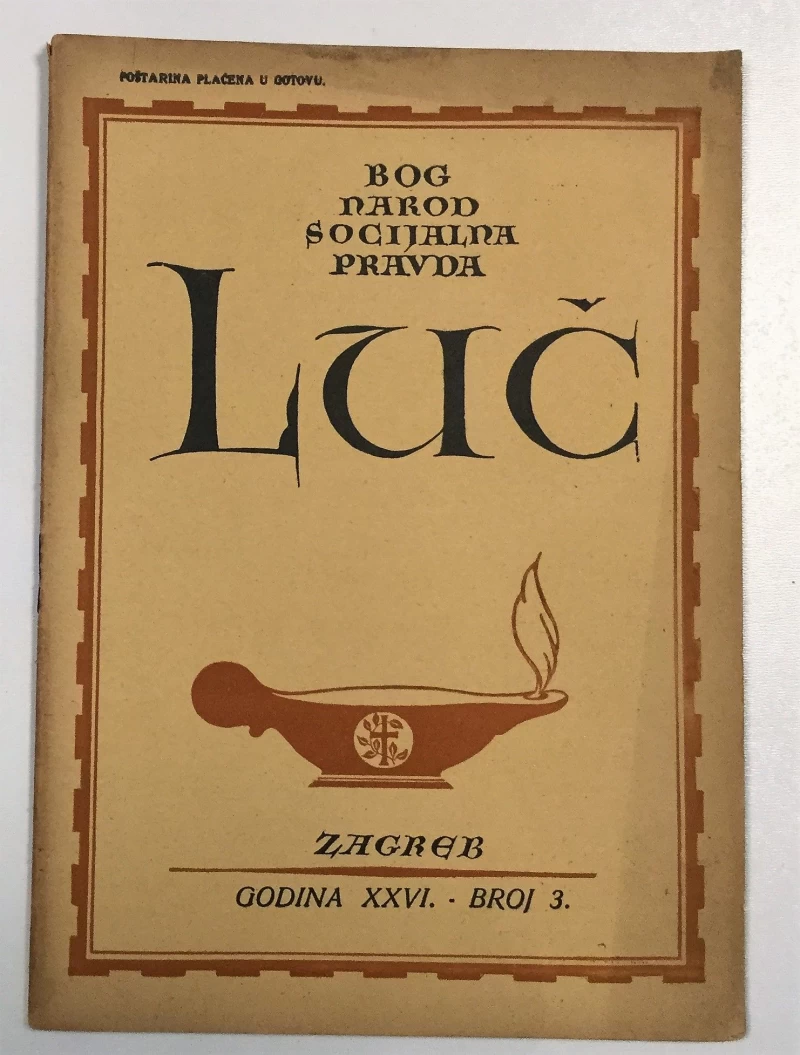 POŠTARINA PLAĆENA U GOTOVU.
BOG
NAROD
SOCIJALNA
PRAVDA
LUČ
ZAGREB
GODINA XXVI. - BROJ 3.